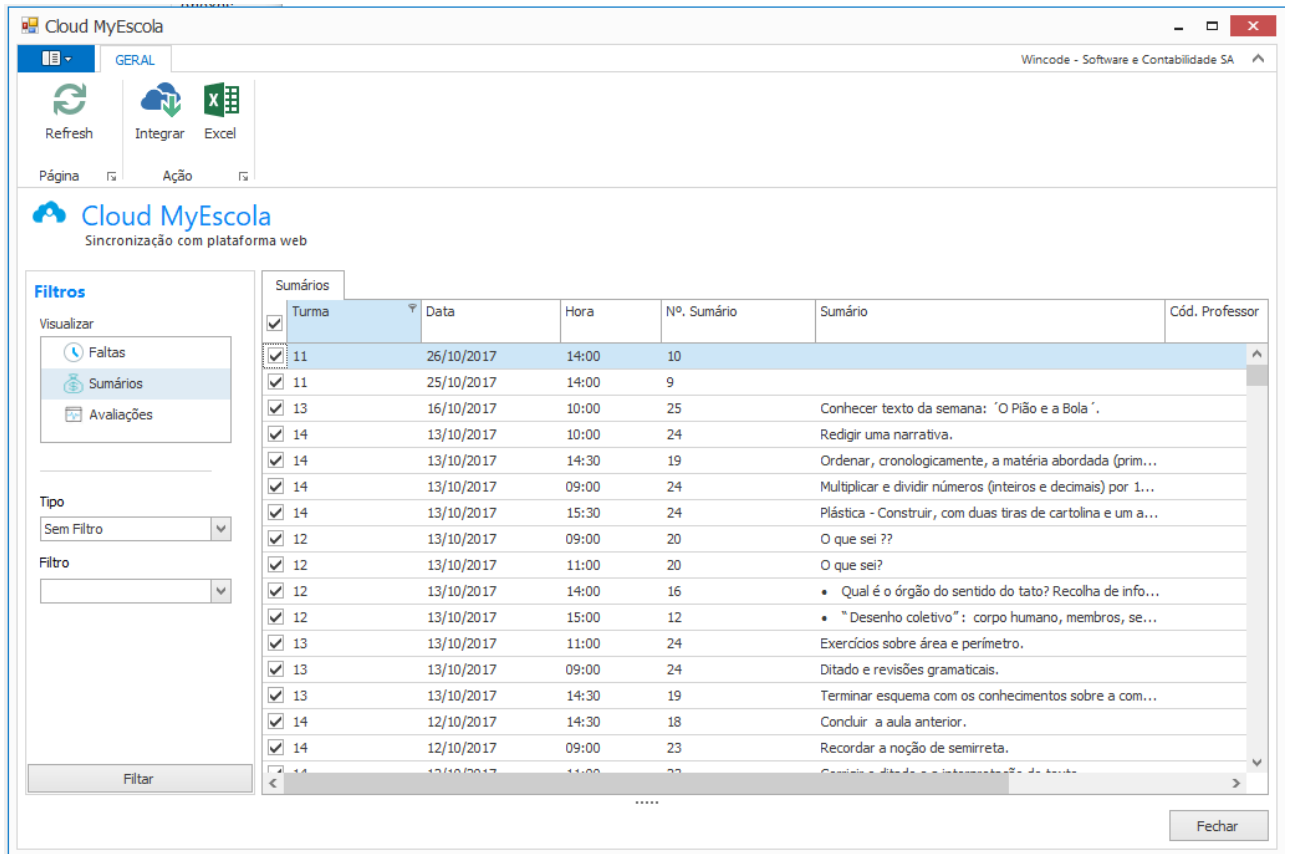 Cloud MyEscola
GERAL
Wincode - Software e Contabilidade SA
Refresh
Integrar
Excel
Página
Ação
Cloud MyEscola
Sincronização com plataforma web
Filtros
Visualizar
Faltas
Sumários
Avaliações
Tipo
Sem Filtro
Filtro
Filtar
Sumários
Turma Data Hora Nº. Sumário Sumário Cód. Professor
11 26/10/2017 14:00 10
11 25/10/2017 14:00 9
13 16/10/2017 10:00 25 Conhecer texto da semana: ´O Pião e a Bola´.
14 13/10/2017 10:00 24 Redigir uma narrativa.
14 13/10/2017 14:30 19 Ordenar, cronologicamente, a matéria abordada (prim...
14 13/10/2017 09:00 24 Multiplicar e dividir números (inteiros e decimais) por 1...
14 13/10/2017 15:30 24 Plástica - Construir, com duas tiras de cartolina e um a...
12 13/10/2017 09:00 20 O que sei ??
12 13/10/2017 11:00 20 O que sei?
12 13/10/2017 14:00 16 • Qual é o órgão do sentido do tato? Recolha de info...
12 13/10/2017 15:00 12 • “Desenho coletivo”: corpo humano, membros, se...
13 13/10/2017 11:00 24 Exercícios sobre área e perímetro.
13 13/10/2017 09:00 24 Ditado e revisões gramaticais.
13 13/10/2017 14:30 19 Terminar esquema com os conhecimentos sobre a com...
14 12/10/2017 14:30 18 Concluir a aula anterior.
14 12/10/2017 09:00 23 Recordar a noção de semirreta.
Fechar